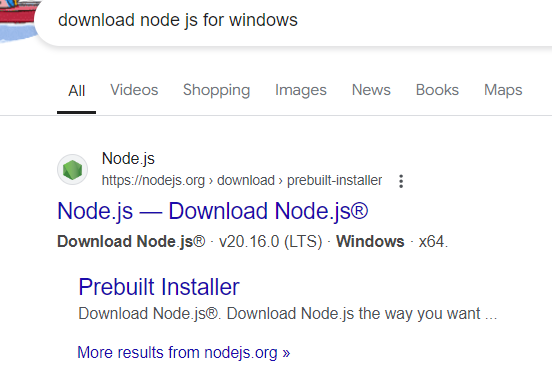 download node js for windows
All Videos Shopping Images News Books Maps
Node.js
https://nodejs.org › download › prebuilt-installer
Node.js — Download Node.js®
Download Node.js® · v20.16.0 (LTS) · Windows · x64.
Prebuilt Installer
Download Node.js®. Download Node.js the way you want ...
More results from nodejs.org »